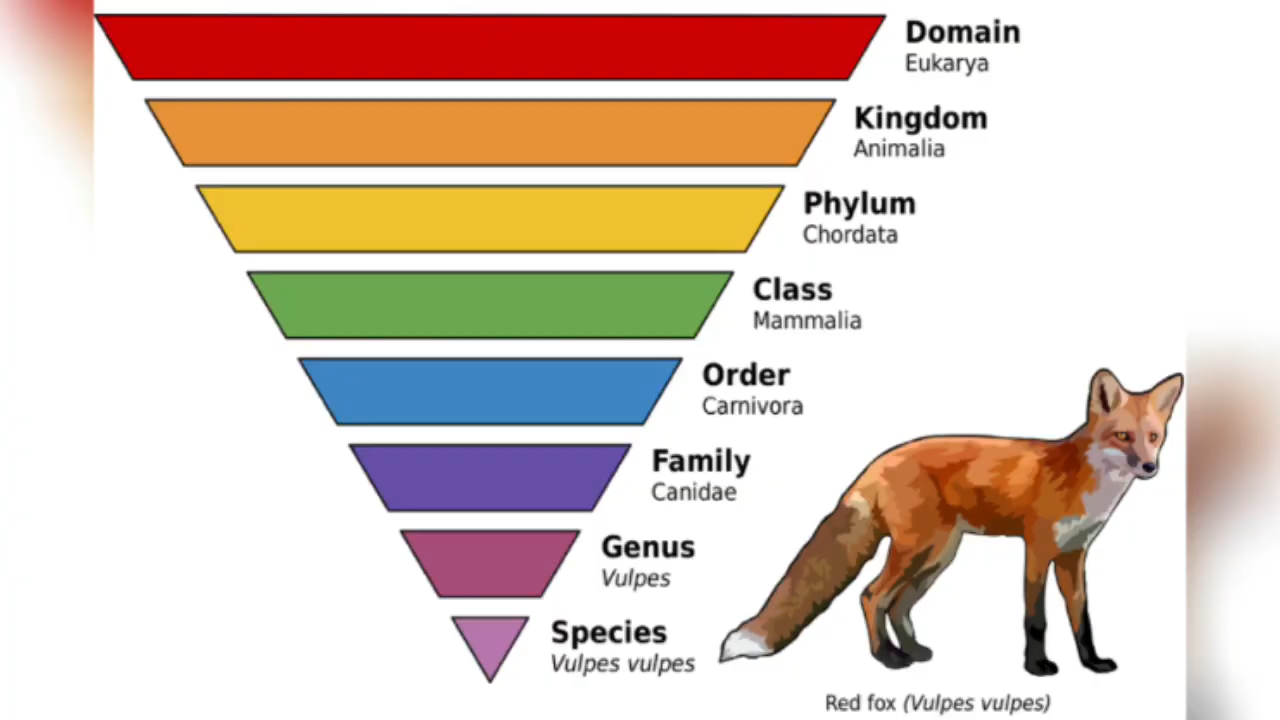 Domain
Eukarya
Kingdom
Animalia
Phylum
Chordata
Class
Mammalia
Order
Carnivora
Family
Canidae
Genus
Vulpes
Species
Vulpes vulpes
Red fox (Vulpes vulpes)